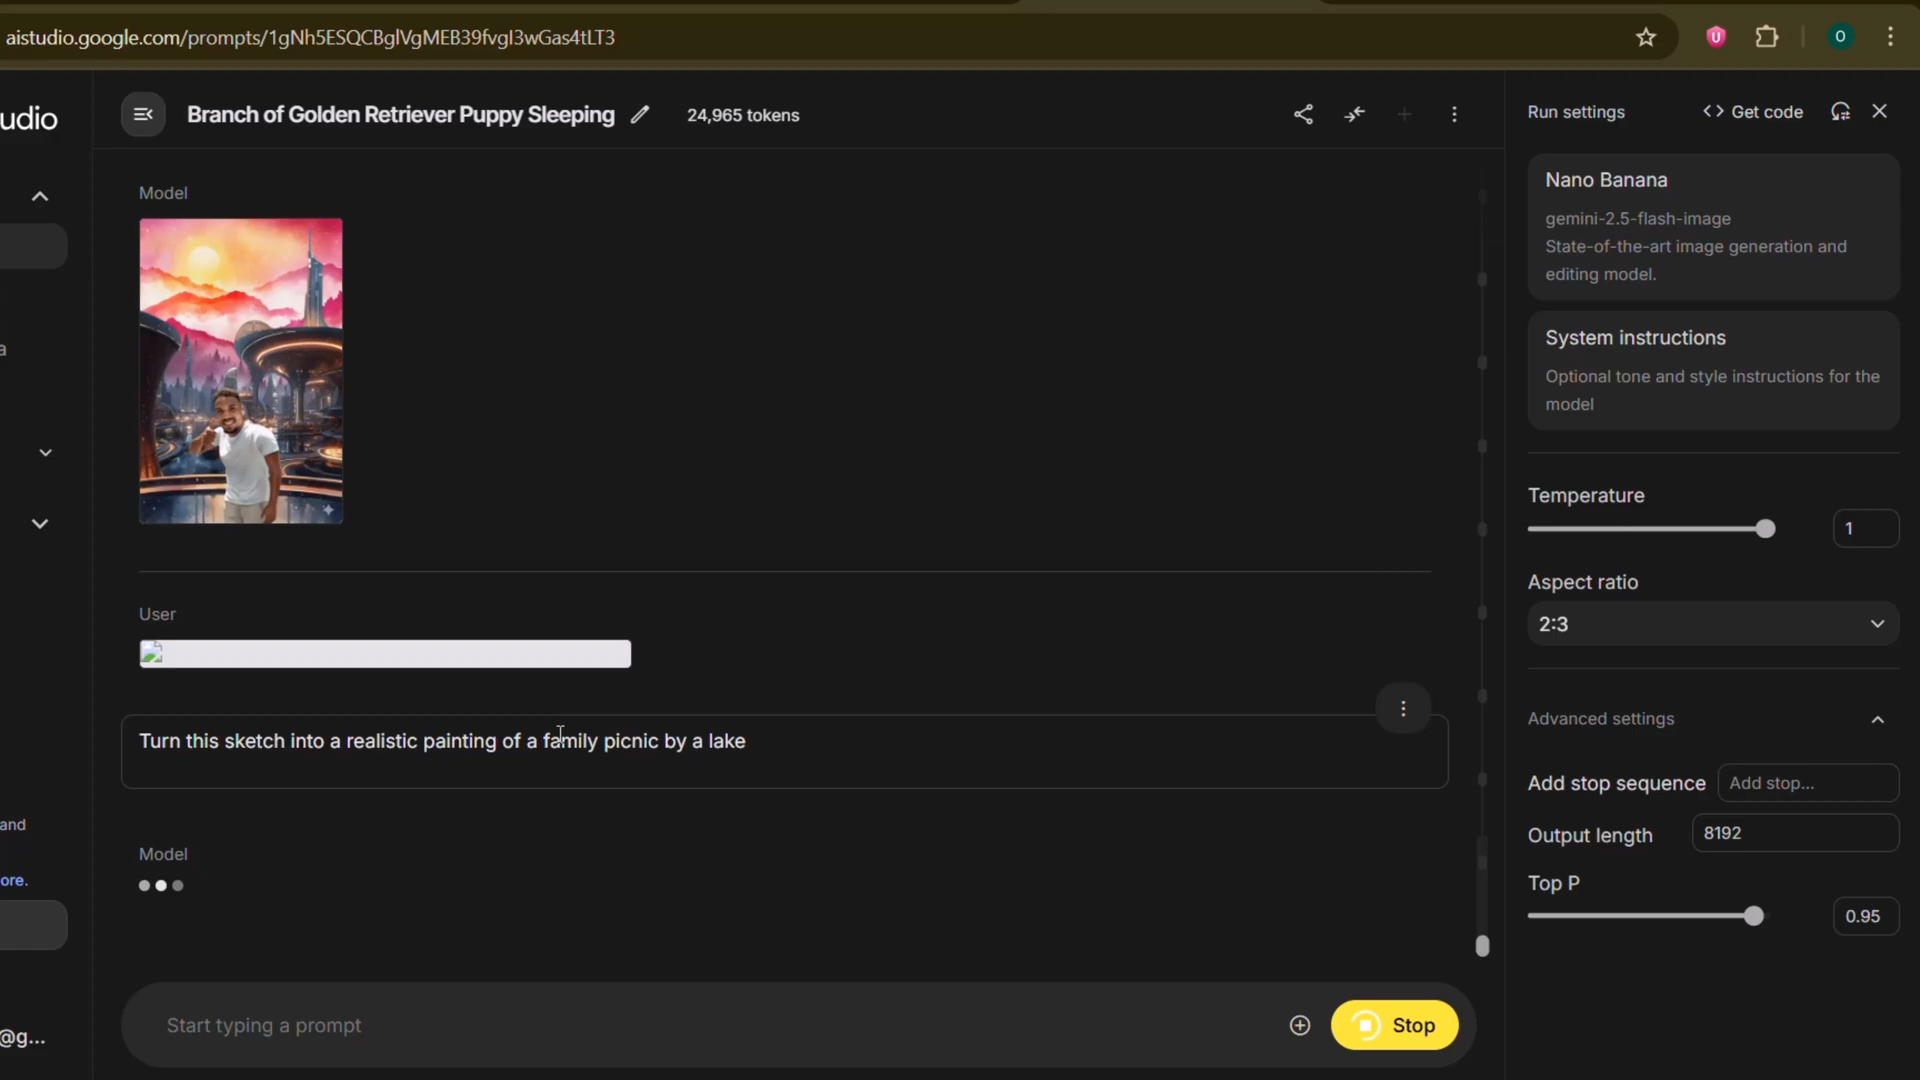 aistudio.google.com/prompts/1gNh5ESQCBglVgMEB39fvgI3wGas4tLT3
O
udio
Branch of Golden Retriever Puppy Sleeping
24,965 tokens
Run settings
Get code
Model
Nano Banana
gemini-2.5-flash-image
State-of-the-art image generation and
editing model.
System instructions
Optional tone and style instructions for the
model
a
Temperature
1
Aspect ratio
2:3
User
Turn this sketch into a realistic painting of a family picnic by a lake
Advanced settings
Add stop sequence
Add stop...
Output length
8192
and
Model
ore.
Top P
0.95
Start typing a prompt
Stop
@g...